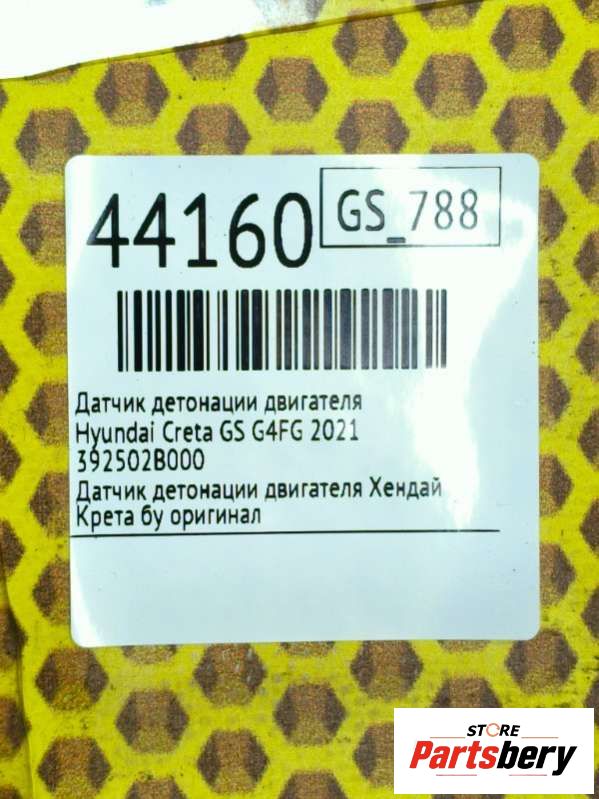 44160
GS_788
Датчик детонации двигателя
Hyundai Creta GS G4FG 2021
392502B000
Датчик детонации двигателя Хендай
Крета бу оригинал
STORE
Partsbery